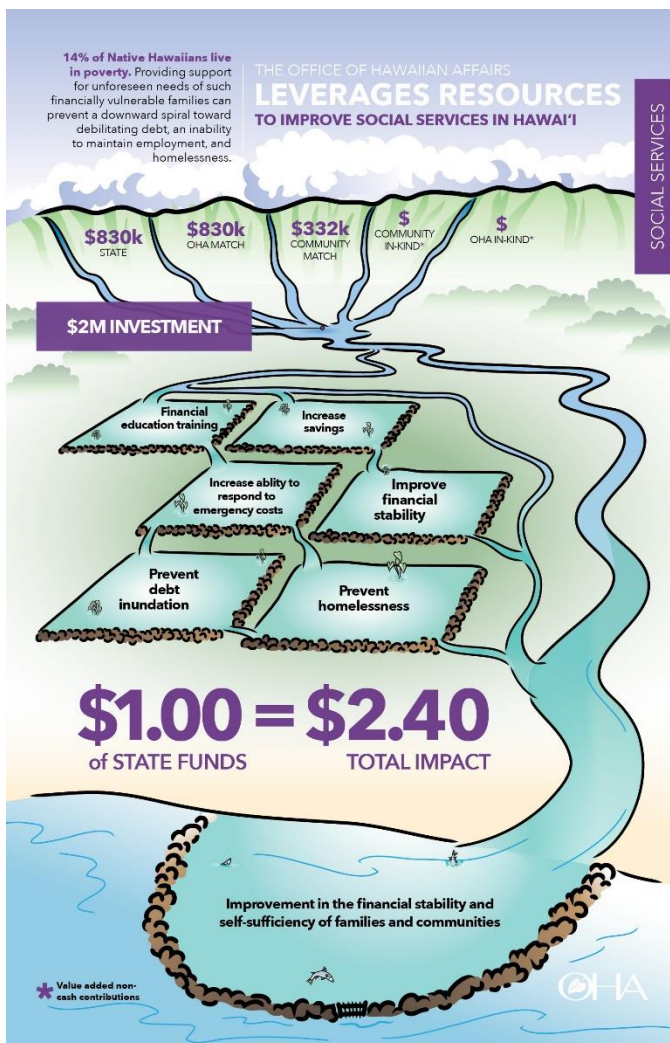 14% of Native Hawaiians live
in poverty. Providing support
for unforeseen needs of such
financially vulnerable families can
prevent a downward spiral toward
debilitating debt, an inability
to maintain employment, and
homelessness.
THE OFFICE OF HAWAIIAN AFFAIRS
LEVERAGES RESOURCES
TO IMPROVE SOCIAL SERVICES IN HAWAI‘I
SOCIAL SERVICES
$830k
STATE
$830k
OHA MATCH
$332k
COMMUNITY
MATCH
$
COMMUNITY
IN-KIND*
$
OHA IN-KIND*
$2M INVESTMENT
Financial
education training
Increase
savings
Increase ablity to
respond to
emergency costs
Improve
financial
stability
Prevent
debt
inundation
Prevent
homelessness
$1.00 = $2.40
of STATE FUNDS
TOTAL IMPACT
Improvement in the financial stability and
self-sufficiency of families and communities
* Value added non-
cash contributions
OHA